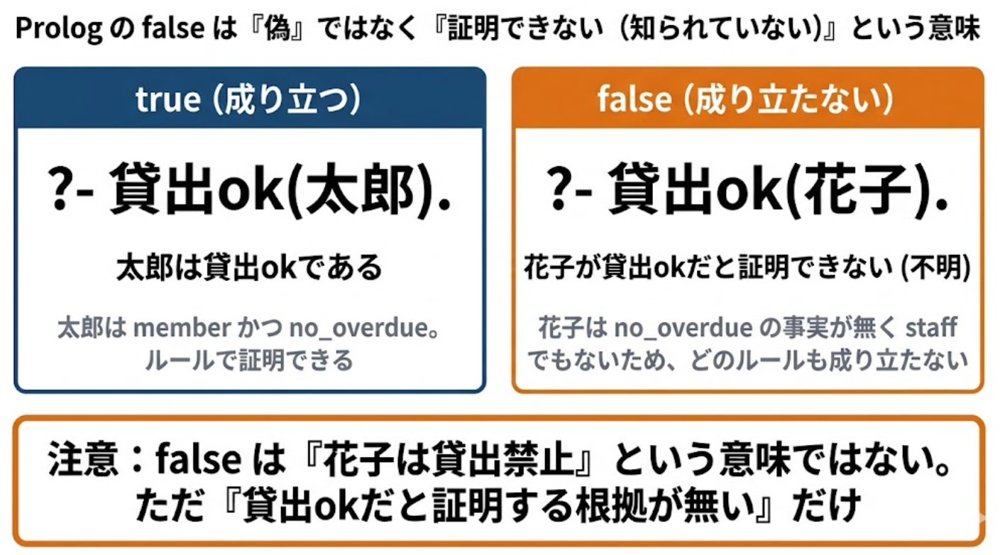 Prolog の false は『偽』ではなく『証明できない（知られていない）』という意味
true（成り立つ）
?- 貸出ok(太郎).
太郎は貸出okである
太郎は member かつ no_overdue。
ルールで証明できる
false（成り立たない）
?- 貸出ok(花子).
花子が貸出okだと証明できない (不明)
花子は no_overdue の事実が無く staff
でもないため、どのルールも成り立たない
注意：false は『花子は貸出禁止』という意味ではない。
ただ『貸出okだと証明する根拠が無い』だけ